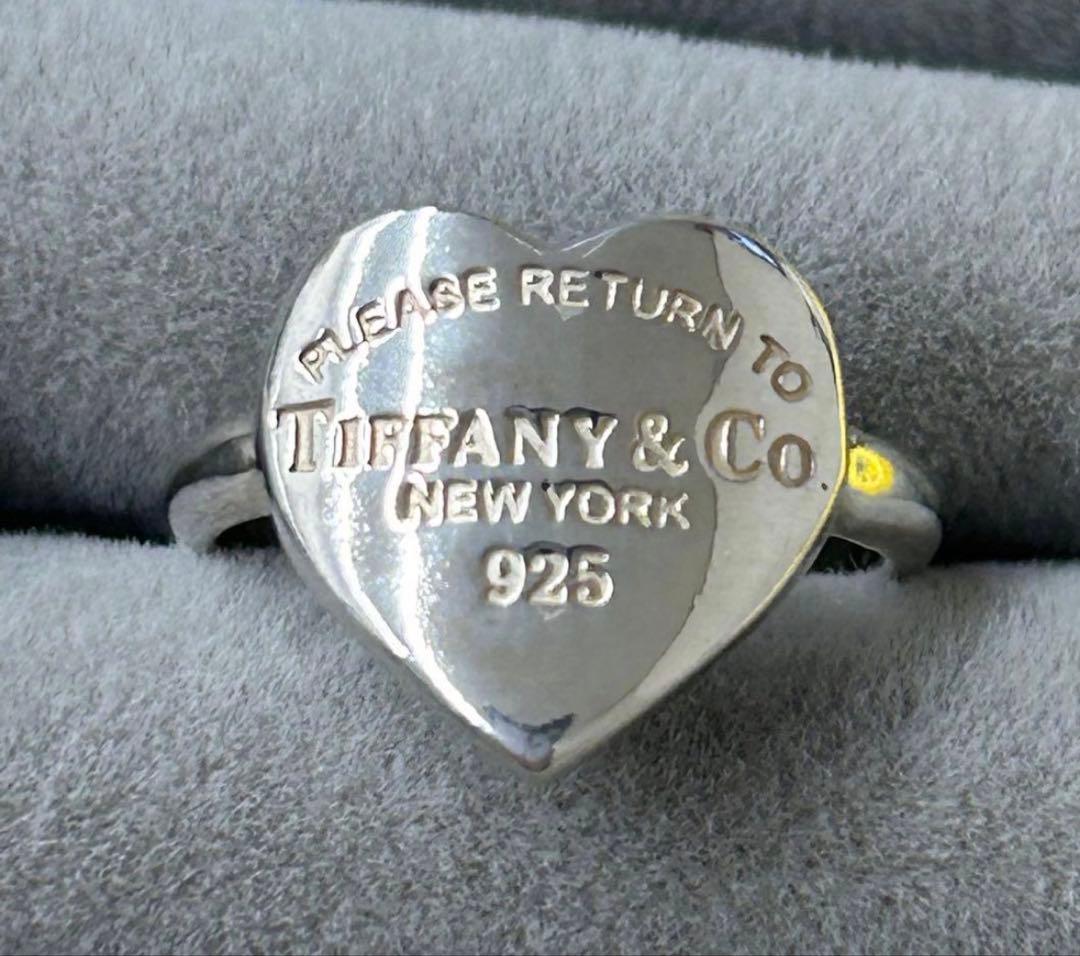 PLEASE RETURN TO
TIFFANY & Co.
NEW YORK
925